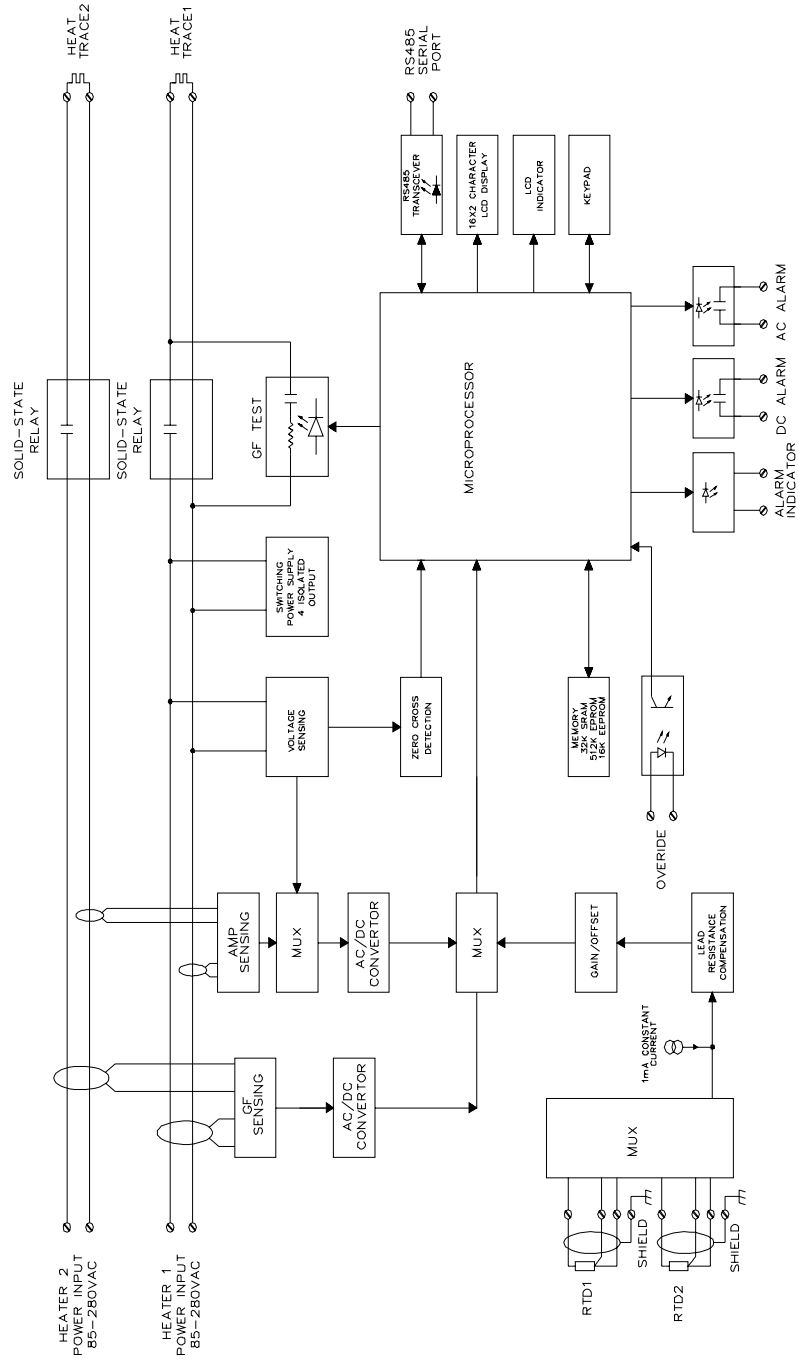 HEAT
TRACE2
HEAT
TRACE1
RS485
SERIAL
PORT
RS485
TRANSCEVER
16X2 CHARACTER
LCD DISPLAY
LCD
INDICATOR
KEYPAD
SOLID-STATE
RELAY
SOLID-STATE
RELAY
GF TEST
MICROPROCESSOR
AC ALARM
DC ALARM
ALARM
INDICATOR
SWITCHING
POWER SUPPLY
4 ISOLATED
OUTPUT
VOLTAGE
SENSING
ZERO CROSS
DETECTION
MEMORY
32K SRAM
512K EPROM
16K EEPROM
OVERIDE
AMP
SENSING
MUX
AC/DC
CONVERTOR
MUX
GAIN/OFFSET
LEAD
RESISTANCE
COMPENSATION
GF
SENSING
AC/DC
CONVERTOR
1mA CONSTANT
CURRENT
MUX
HEATER 2
POWER INPUT
85-280VAC
HEATER 1
POWER INPUT
85-280VAC
RTD1
SHIELD
RTD2
SHIELD